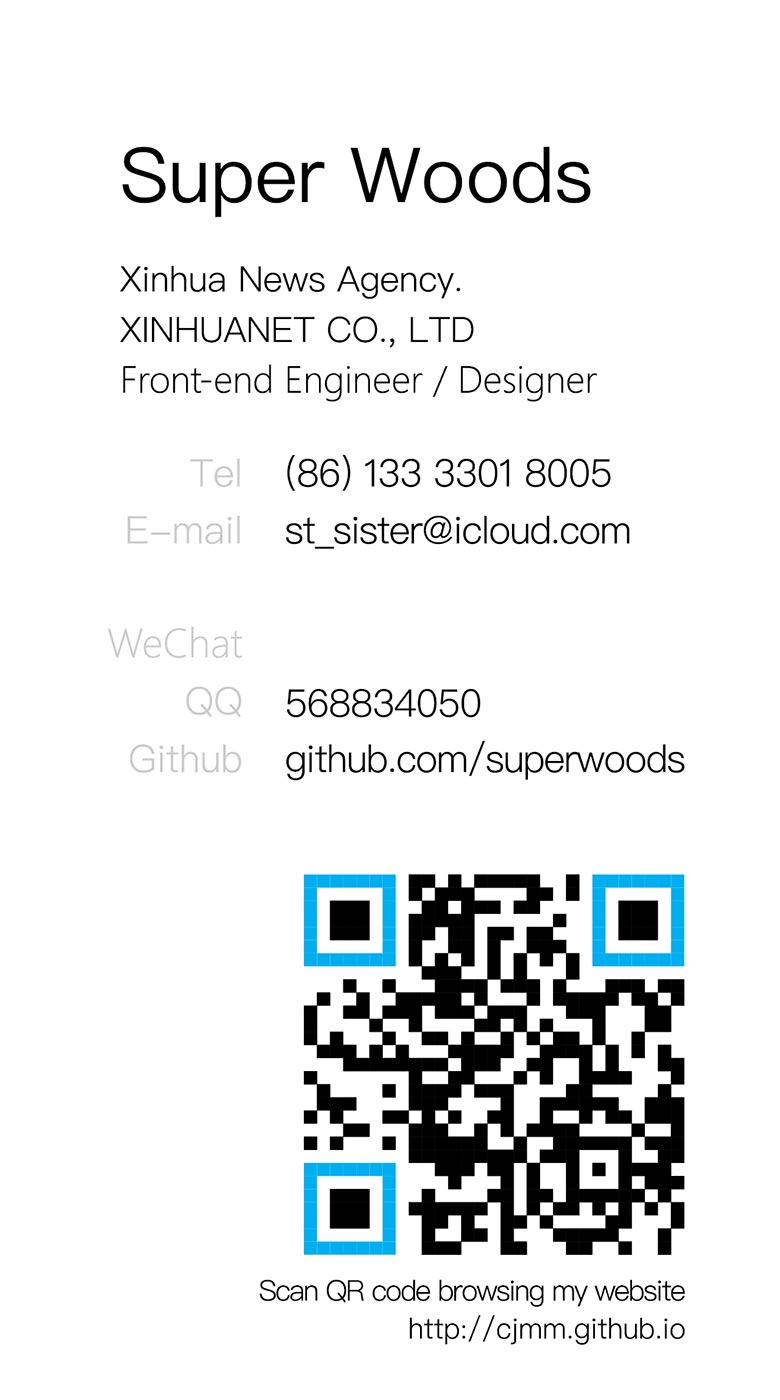 Super Woods
Xinhua News Agency.
XINHUANET CO., LTD
Front-end Engineer / Designer
Tel (86) 133 3301 8005
E-mail st_sister@icloud.com
WeChat
QQ 568834050
Github github.com/superwoods
Scan QR code browsing my website
http://cjmm.github.io